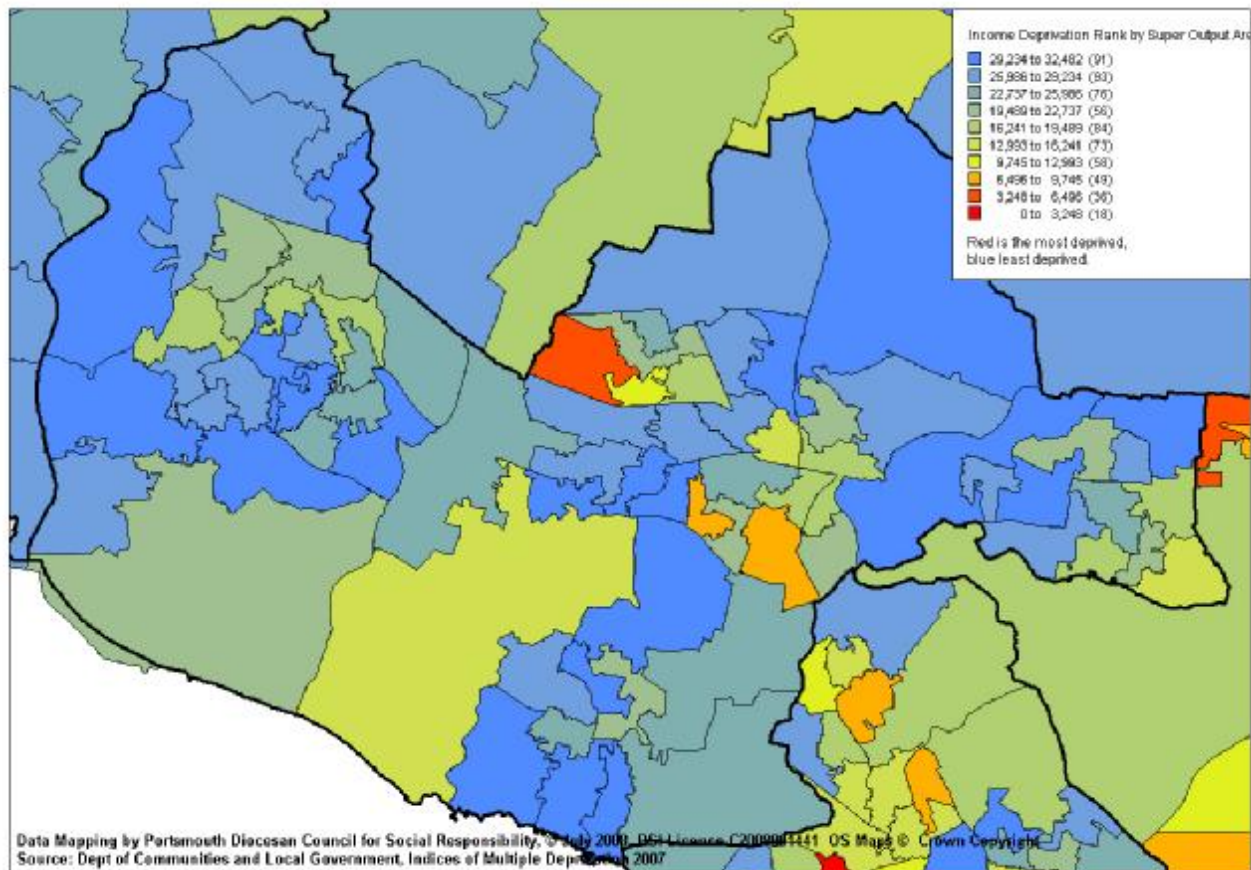 Income Deprivation Rank by Super Output Are
29,234 to 32,482 (91)
25,986 to 29,234 (93)
22,737 to 25,986 (76)
19,489 to 22,737 (56)
16,241 to 19,489 (84)
12,993 to 16,241 (73)
9,745 to 12,993 (58)
6,496 to 9,745 (49)
3,248 to 6,496 (36)
0 to 3,248 (18)
Red is the most deprived,
blue least deprived.
Data Mapping by Portsmouth Diocesan Council for Social Responsibility, © July Licence OS Maps © Crown Copyright
Source: Dept of Communities and Local Government, Indices of Multiple Deprivation 2007